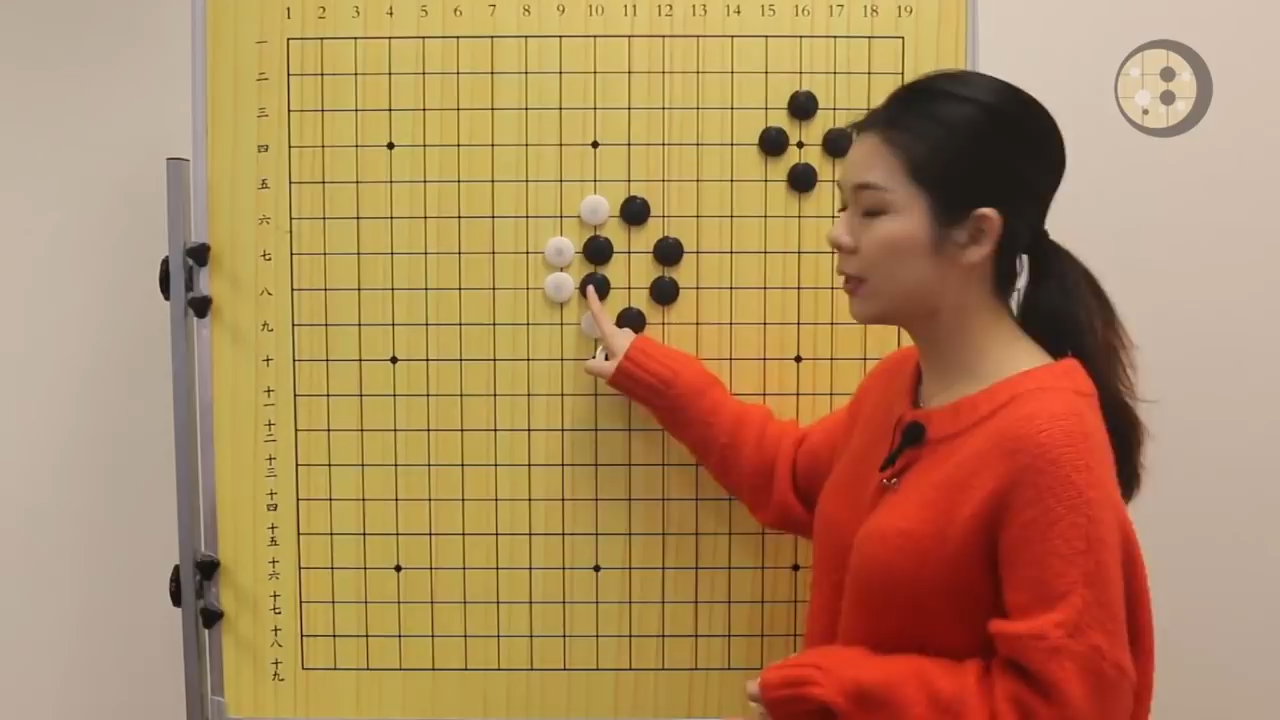 1 2 3 4 5 6 7 8 9 10 11 12 13 14 15 16 17 18 19
一
二
三
四
五
六
七
八
九
十
十一
十二
十三
十四
十五
十六
十七
十八
十九